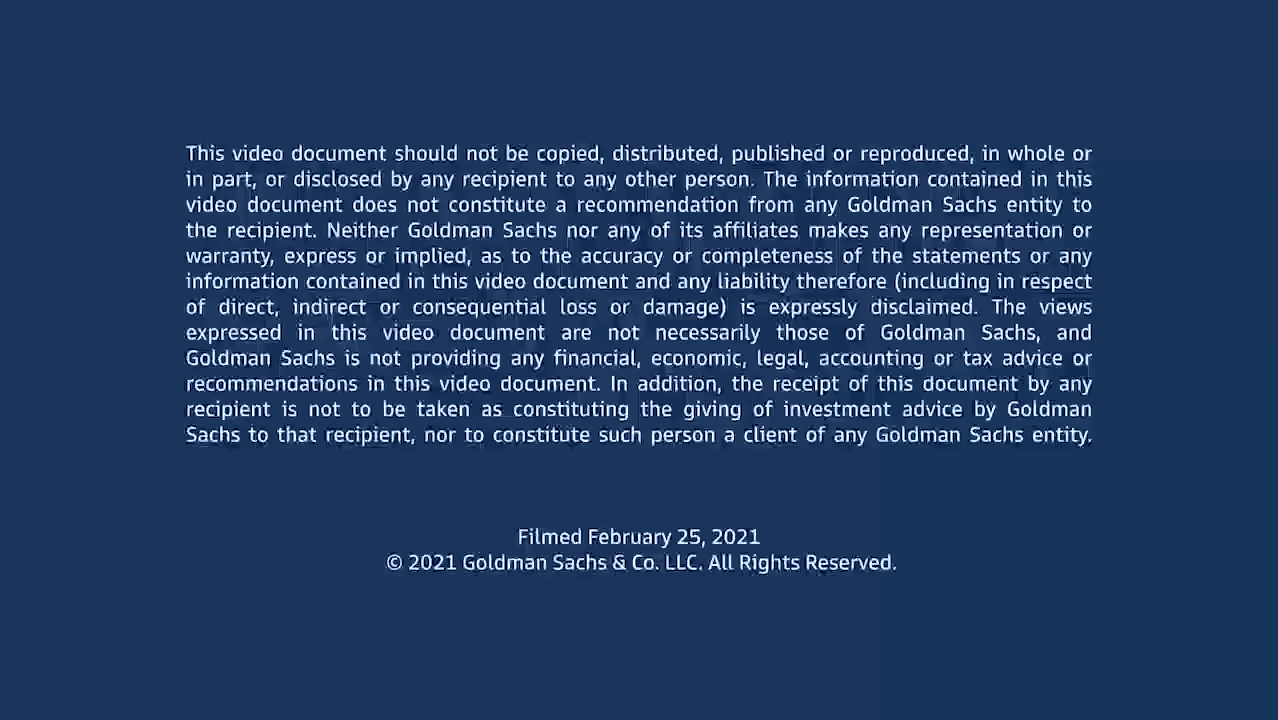 This video document should not be copied, distributed, published or reproduced, in whole or
in part, or disclosed by any recipient to any other person. The information contained in this
video document does not constitute a recommendation from any Goldman Sachs entity to
the recipient. Neither Goldman Sachs nor any of its affiliates makes any representation or
warranty, express or implied, as to the accuracy or completeness of the statements or any
information contained in this video document and any liability therefore (including in respect
of direct, indirect or consequential loss or damage) is expressly disclaimed. The views
expressed in this video document are not necessarily those of Goldman Sachs, and
Goldman Sachs is not providing any financial, economic, legal, accounting or tax advice or
recommendations in this video document. In addition, the receipt of this document by any
recipient is not to be taken as constituting the giving of investment advice by Goldman
Sachs to that recipient, nor to constitute such person a client of any Goldman Sachs entity.
Filmed February 25, 2021
© 2021 Goldman Sachs & Co. LLC. All Rights Reserved.